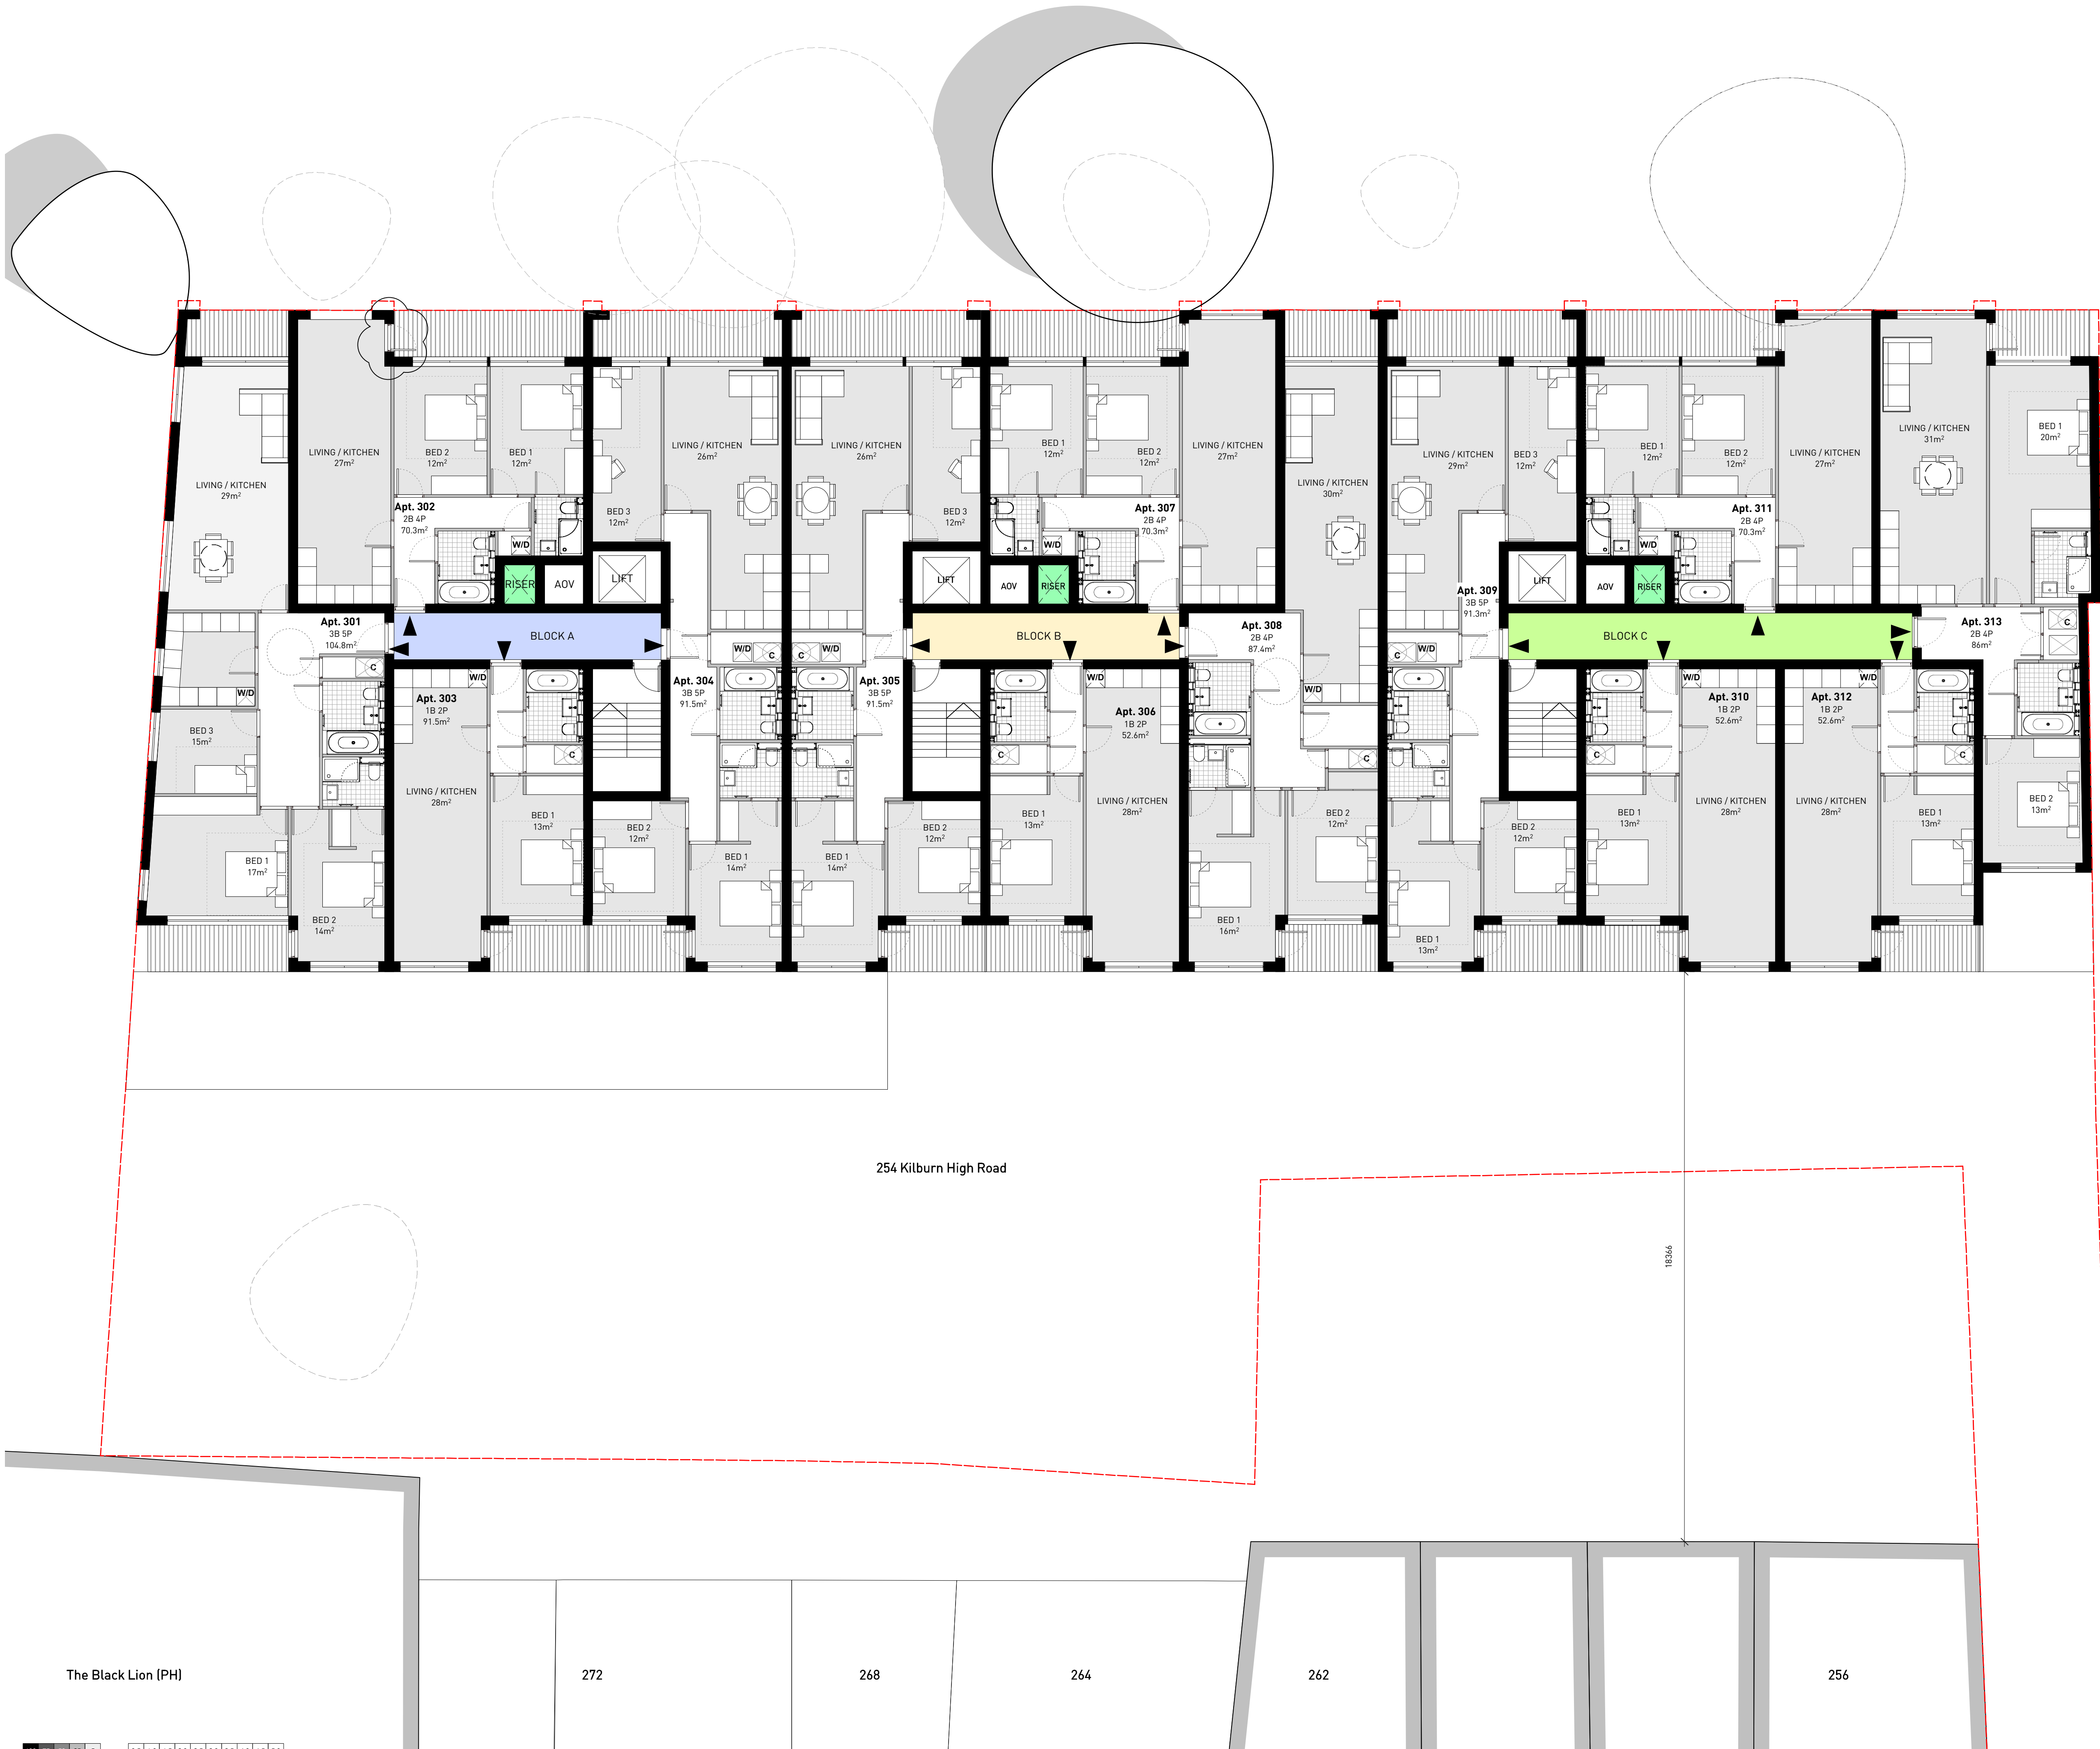 LIVING / KITCHEN
29m²
LIVING / KITCHEN
27m²
BED 2
12m²
BED 1
12m²
Apt. 302
2B 4P
70.3m²
W/D
RISER
AOV
LIFT
BED 3
12m²
LIVING / KITCHEN
26m²
LIVING / KITCHEN
26m²
BED 3
12m²
BED 1
12m²
BED 2
12m²
Apt. 307
2B 4P
70.3m²
W/D
LIFT
AOV
RISER
LIVING / KITCHEN
27m²
LIVING / KITCHEN
30m²
LIVING / KITCHEN
29m²
BED 3
12m²
Apt. 309
3B 5P
91.3m²
BED 1
12m²
BED 2
12m²
Apt. 311
2B 4P
70.3m²
W/D
LIFT
AOV
RISER
LIVING / KITCHEN
27m²
LIVING / KITCHEN
31m²
BED 1
20m²
Apt. 301
3B 5P
104.8m²
C
W/D
BLOCK A
W/D
C
C
W/D
BLOCK B
Apt. 308
2B 4P
87.4m²
W/D
C
C
W/D
BLOCK C
Apt. 313
2B 4P
86m²
C
BED 3
15m²
Apt. 303
1B 2P
91.5m²
W/D
C
Apt. 304
3B 5P
91.5m²
Apt. 305
3B 5P
91.5m²
W/D
C
Apt. 306
1B 2P
52.6m²
W/D
C
Apt. 310
1B 2P
52.6m²
Apt. 312
1B 2P
52.6m²
W/D
C
BED 1
17m²
BED 2
14m²
LIVING / KITCHEN
28m²
BED 1
13m²
BED 2
12m²
BED 1
14m²
BED 1
14m²
BED 2
12m²
BED 1
13m²
LIVING / KITCHEN
28m²
BED 1
16m²
BED 2
12m²
BED 1
13m²
BED 2
12m²
BED 1
13m²
LIVING / KITCHEN
28m²
LIVING / KITCHEN
28m²
BED 1
13m²
BED 2
13m²
254 Kilburn High Road
18366
The Black Lion (PH)
272
268
264
262
256